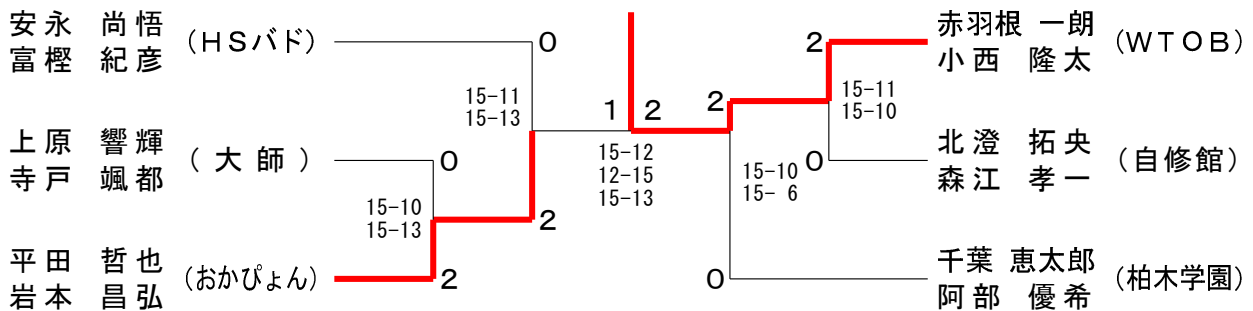 安永 尚悟
富樫 紀彦
(HSバド)
0
15-11
15-13
上原 響輝
寺戸 颯都
(大師)
0
15-10
15-13
2
平田 哲也
岩本 昌弘
(おかぴょん)
2
1 2
15-12
12-15
15-13
赤羽根 一朗
小西 隆太
(WTOB)
2
15-11
15-10
2
北澄 拓央
森江 孝一
(自修館)
0
15-10
15- 6
千葉 恵太郎
阿部 優希
(柏木学園)
0